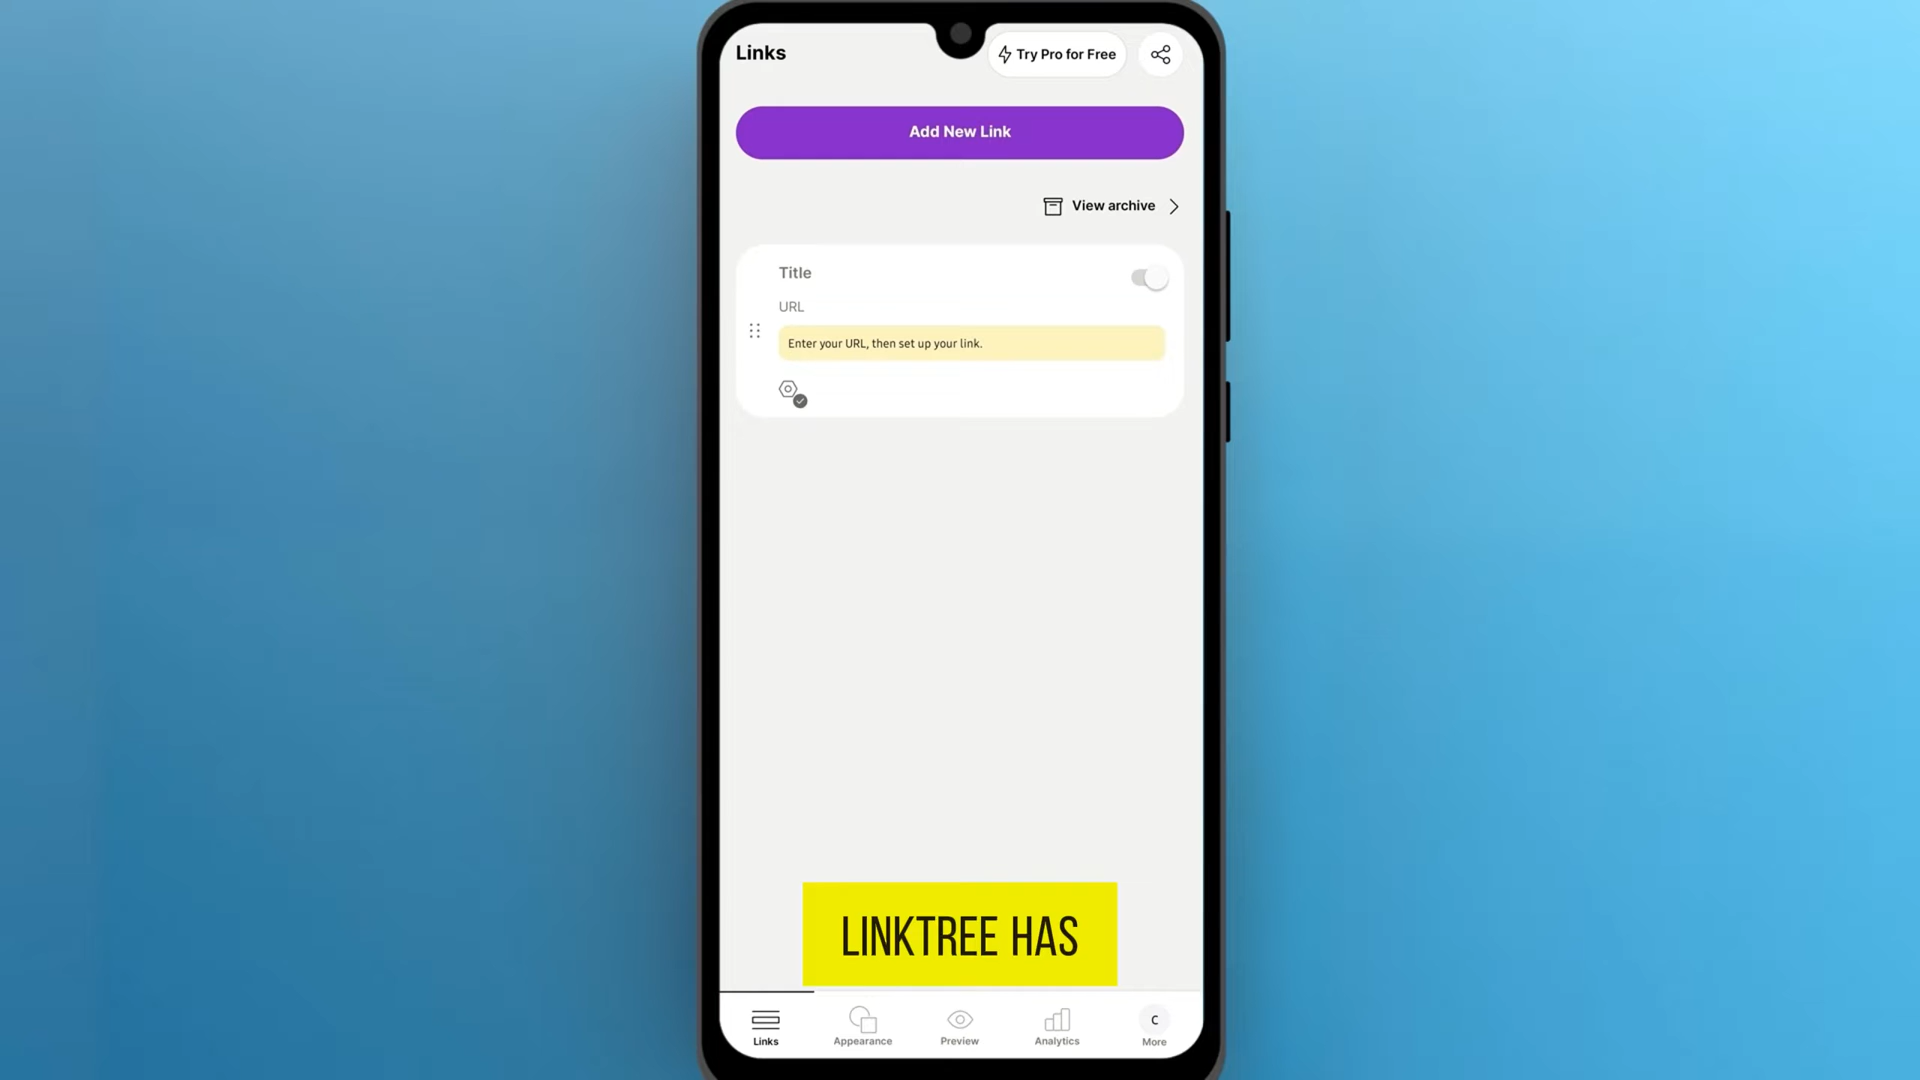 Links
Try Pro for Free
Add New Link
View archive
Title
URL
Enter your URL, then set up your link.
LINKTREE HAS
Links
Appearance
Preview
Analytics
C
More